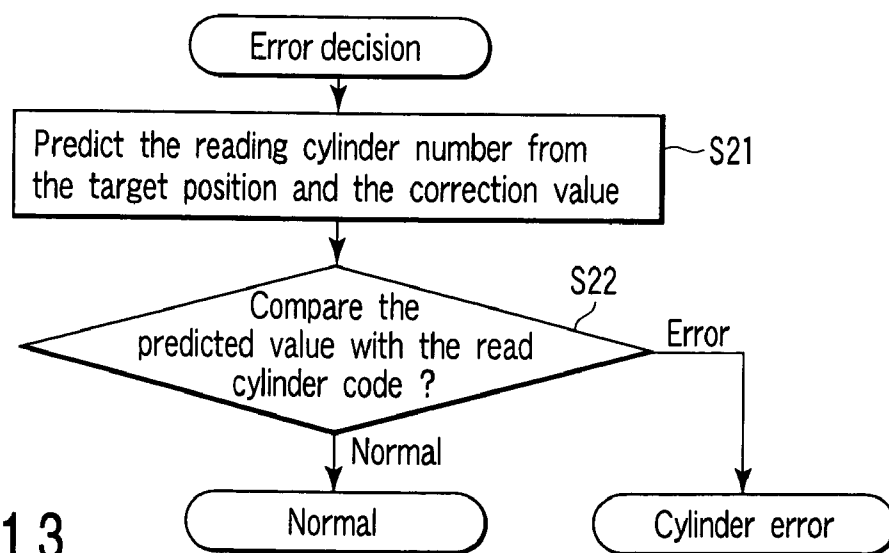 Error decision
Predict the reading cylinder number from
the target position and the correction value
S21
S22
Compare the
predicted value with the read
cylinder code ?
Error
Normal
Normal
Cylinder error
13